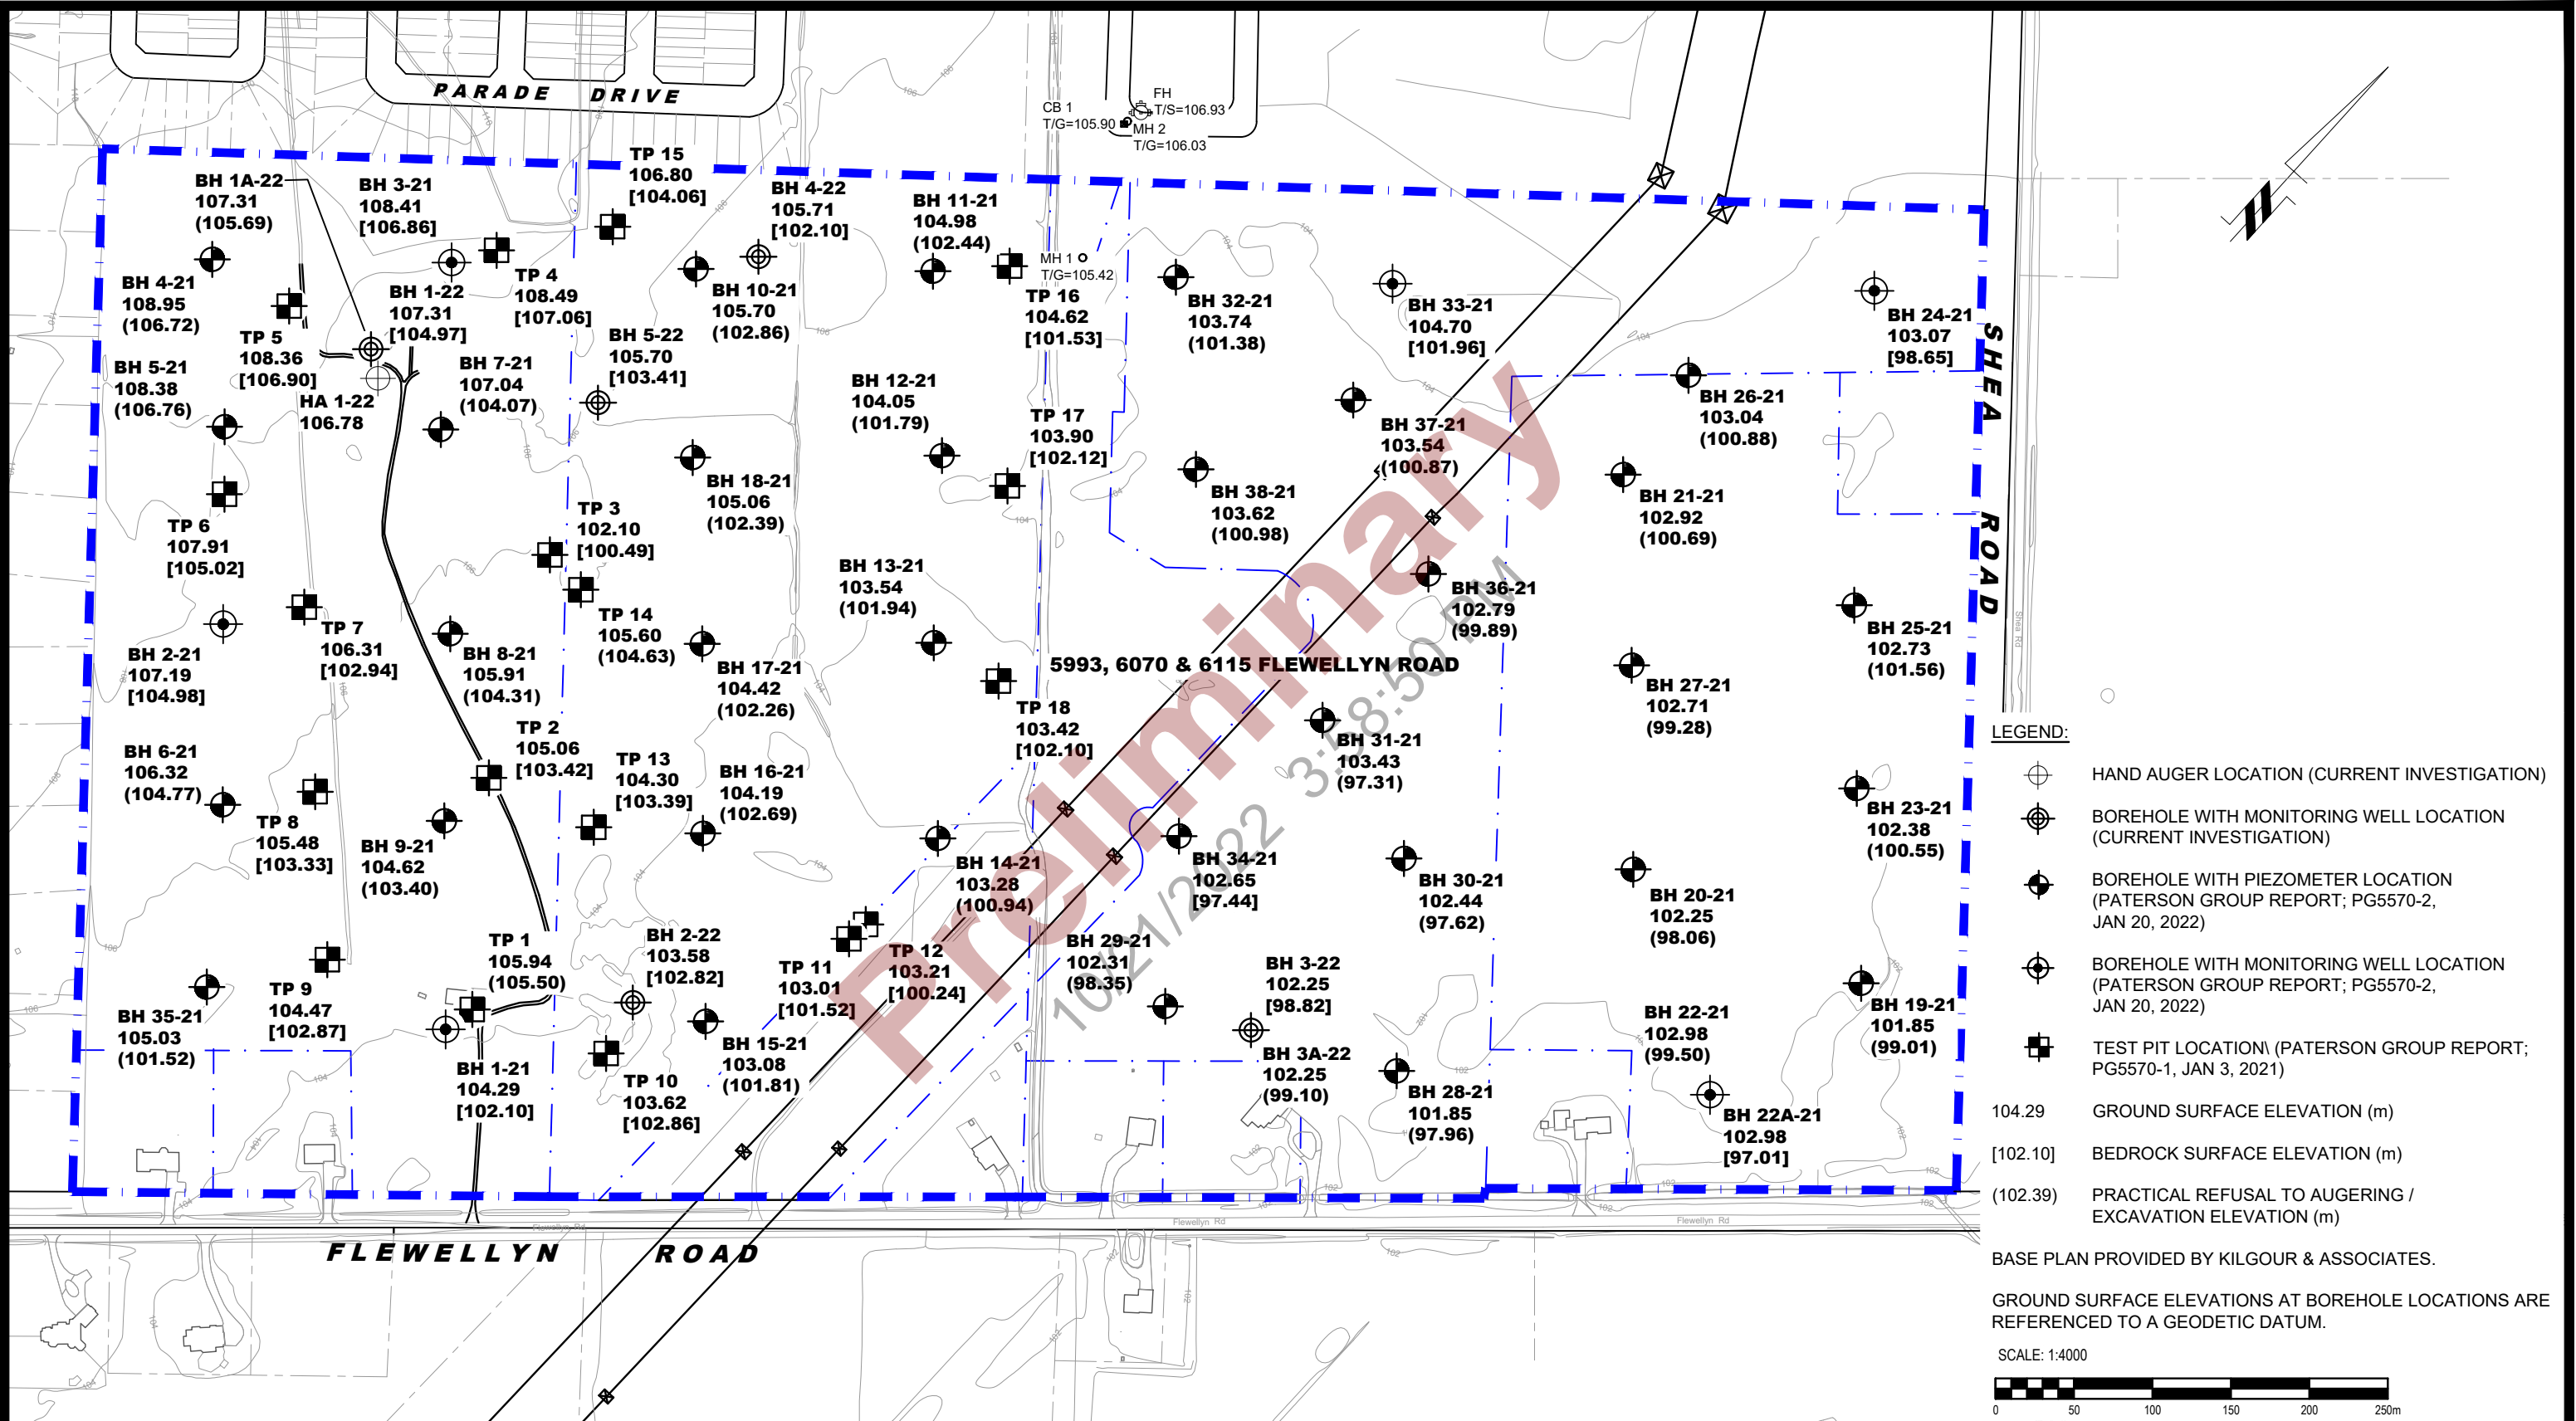 PARADE DRIVE
CB 1
T/G=105.90
FH
T/S=106.93
MH 2
T/G=106.03
BH 1A-22
107.31
(105.69)
BH 3-21
108.41
[106.86]
TP 15
106.80
[104.06]
BH 4-22
105.71
[102.10]
BH 11-21
104.98
(102.44)
MH 1
T/G=105.42
BH 4-21
108.95
(106.72)
TP 5
108.36
[106.90]
BH 1-22
107.31
[104.97]
TP 4
108.49
[107.06]
BH 10-21
105.70
(102.86)
TP 16
104.62
[101.53]
BH 32-21
103.74
(101.38)
BH 33-21
104.70
[101.96]
BH 24-21
103.07
[98.65]
BH 5-21
108.38
(106.76)
HA 1-22
106.78
BH 7-21
107.04
(104.07)
BH 5-22
105.70
[103.41]
BH 12-21
104.05
(101.79)
TP 17
103.90
[102.12]
BH 37-21
103.54
(100.87)
BH 26-21
103.04
(100.88)
SHEA ROAD
Shea Rd
TP 6
107.91
[105.02]
TP 3
102.10
[100.49]
BH 18-21
105.06
(102.39)
BH 38-21
103.62
(100.98)
BH 21-21
102.92
(100.69)
BH 13-21
103.54
(101.94)
BH 36-21
102.79
(99.89)
BH 2-21
107.19
[104.98]
TP 7
106.31
[102.94]
BH 8-21
105.91
(104.31)
TP 14
105.60
(104.63)
BH 17-21
104.42
(102.26)
5993, 6070 & 6115 FLEWELLYN ROAD
BH 25-21
102.73
(101.56)
BH 27-21
102.71
(99.28)
TP 18
103.42
[102.10]
BH 31-21
103.43
(97.31)
BH 6-21
106.32
(104.77)
TP 2
105.06
[103.42]
TP 13
104.30
[103.39]
BH 16-21
104.19
(102.69)
TP 8
105.48
[103.33]
BH 9-21
104.62
(103.40)
BH 14-21
103.28
(100.94)
BH 34-21
102.65
[97.44]
BH 30-21
102.44
(97.62)
BH 20-21
102.25
(98.06)
BH 23-21
102.38
(100.55)
TP 1
105.94
(105.50)
BH 2-22
103.58
[102.82]
TP 11
103.01
[101.52]
TP 12
103.21
[100.24]
BH 29-21
102.31
(98.35)
BH 3-22
102.25
[98.82]
BH 35-21
105.03
(101.52)
TP 9
104.47
[102.87]
BH 1-21
104.29
[102.10]
TP 10
103.62
[102.86]
BH 15-21
103.08
(101.81)
BH 3A-22
102.25
(99.10)
BH 28-21
101.85
(97.96)
BH 22-21
102.98
(99.50)
BH 22A-21
102.98
[97.01]
BH 19-21
101.85
(99.01)
Preliminary
10/21/2022 3:58:50 PM
Flewellyn Rd
Flewellyn Rd
Flewellyn Rd
FLEWELLYN ROAD
LEGEND:
HAND AUGER LOCATION (CURRENT INVESTIGATION)
BOREHOLE WITH MONITORING WELL LOCATION
(CURRENT INVESTIGATION)
BOREHOLE WITH PIEZOMETER LOCATION
(PATERSON GROUP REPORT; PG5570-2,
JAN 20, 2022)
BOREHOLE WITH MONITORING WELL LOCATION
(PATERSON GROUP REPORT; PG5570-2,
JAN 20, 2022)
TEST PIT LOCATION\ (PATERSON GROUP REPORT;
PG5570-1, JAN 3, 2021)
104.29 GROUND SURFACE ELEVATION (m)
[102.10] BEDROCK SURFACE ELEVATION (m)
(102.39) PRACTICAL REFUSAL TO AUGERING /
EXCAVATION ELEVATION (m)
BASE PLAN PROVIDED BY KILGOUR & ASSOCIATES.
GROUND SURFACE ELEVATIONS AT BOREHOLE LOCATIONS ARE
REFERENCED TO A GEODETIC DATUM.
SCALE: 1:4000
0 50 100 150 200 250m